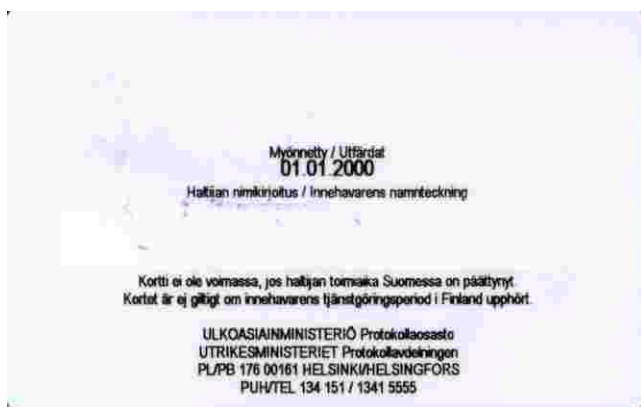 Myönnetty / Utfärdat
01.01.2000
Haltijan nimikirjoitus / Innehavarens namnteckning
Kortti ei ole voimassa, jos haltijan toimiaika Suomessa on päättynyt.
Kortet är ej giltigt om innehavarens tjänstgöringsperiod i Finland upphört.
ULKOASIAINMINISTERIÖ Protokollaosasto
UTRIKESMINISTERIET Protokollavdelningen
PL/PB 176 00161 HELSINKI/HELSINGFORS
PUH/TEL 134 151 / 1341 5555